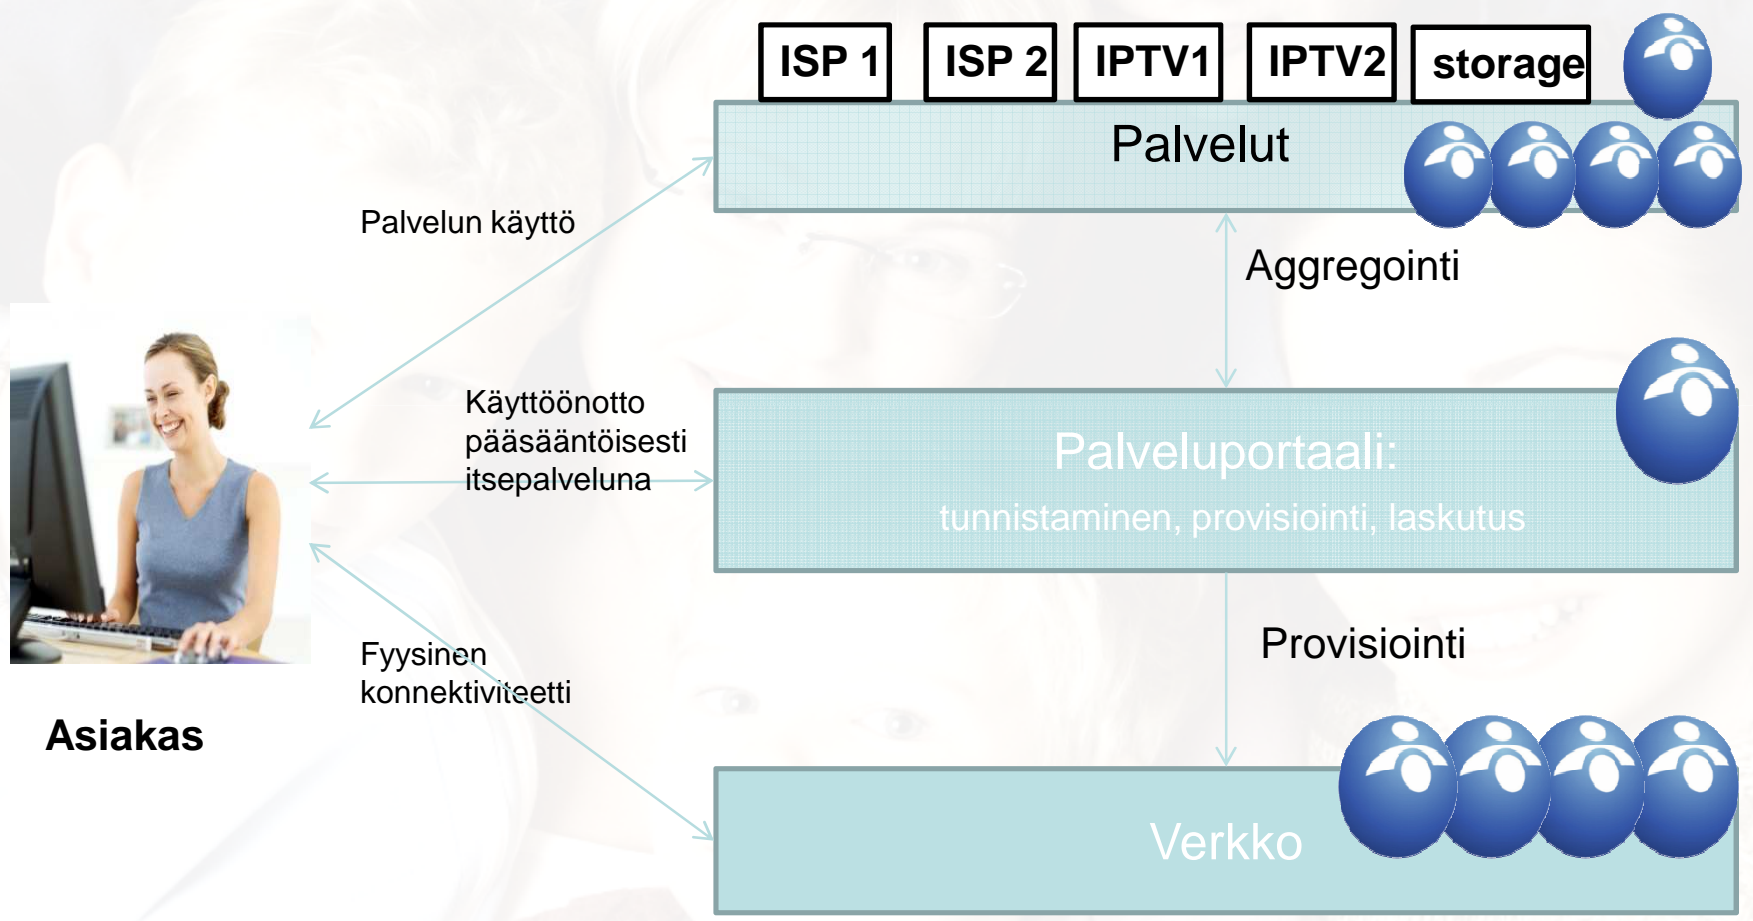 ISP 1
ISP 2
IPTV1
IPTV2
storage
Palvelut
Palvelun käyttö
Aggregointi
Käyttöönotto
pääsääntöisesti
itsepalveluna
Palveluportaali:
tunnistaminen, provisiointi, laskutus
Fyysinen
konnektiviteetti
Provisiointi
Asiakas
Verkko